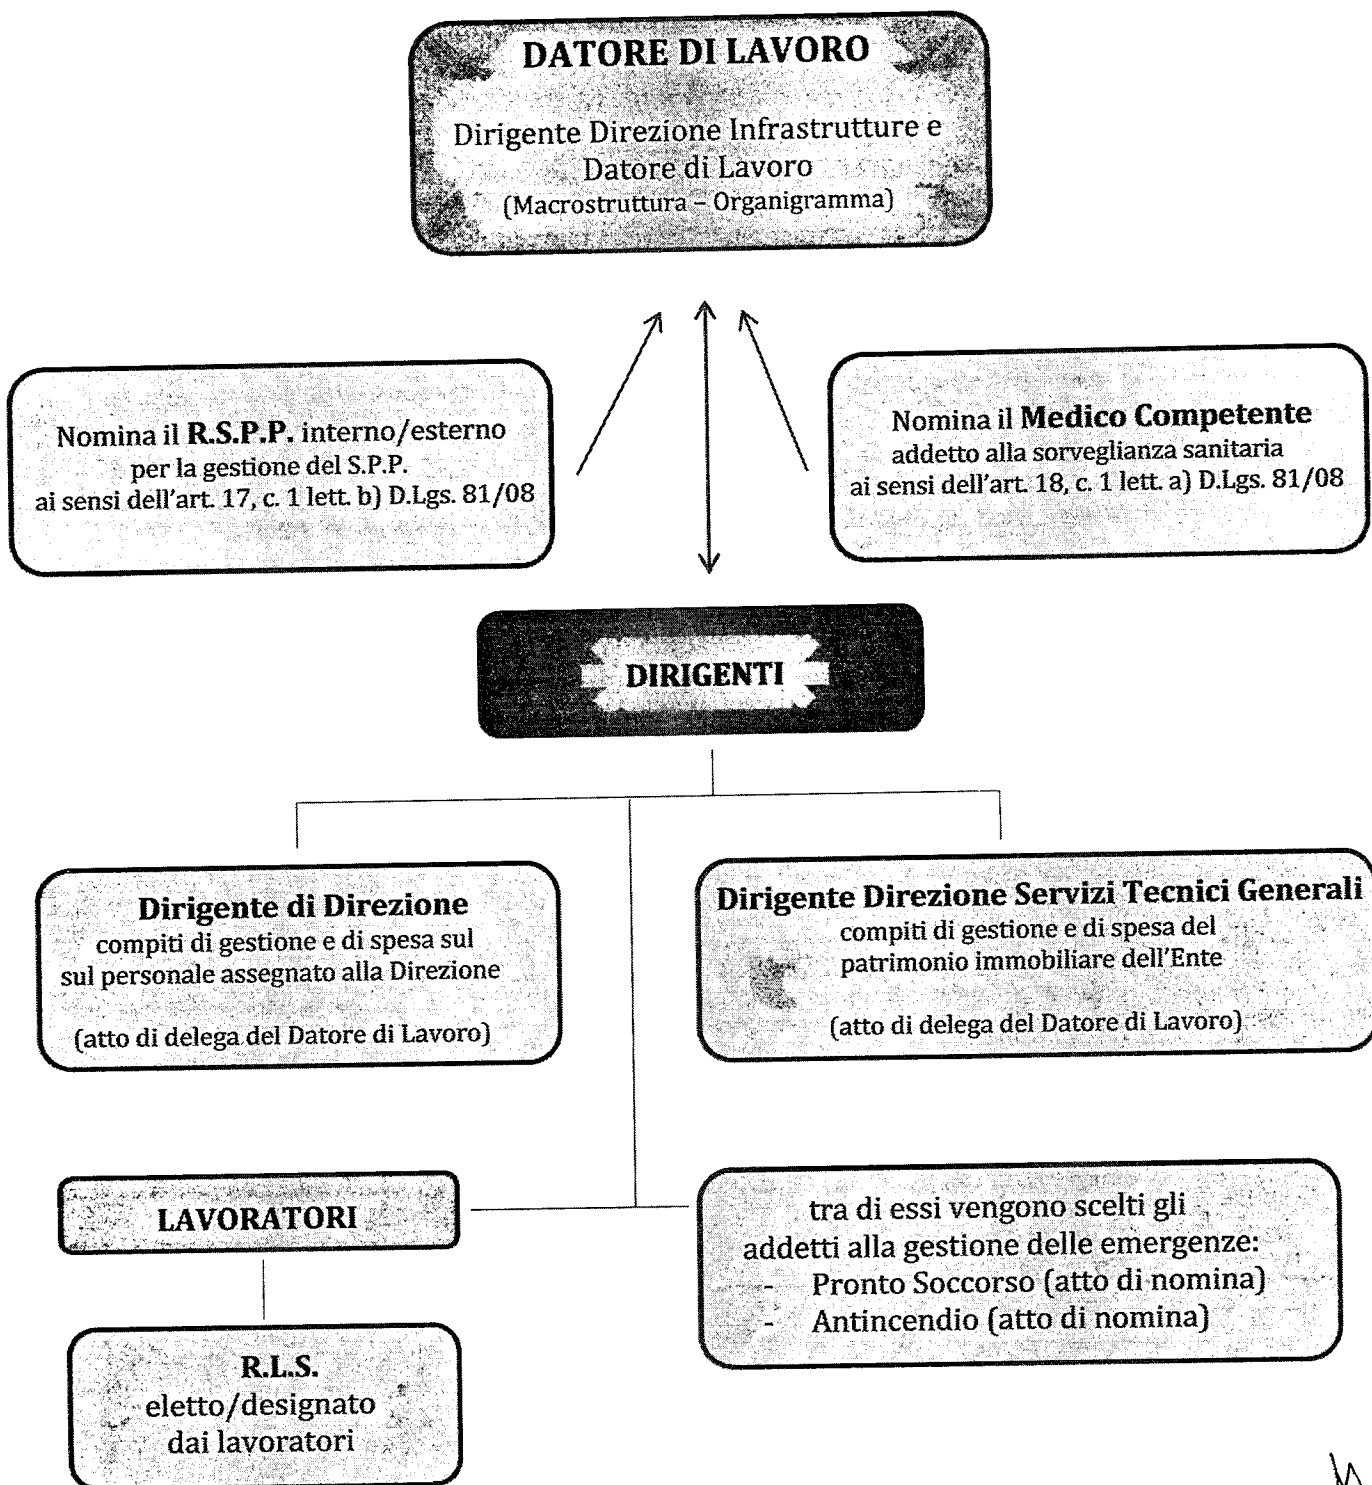 DATORE DI LAVORO
Dirigente Direzione Infrastrutture e
Datore di Lavoro
(Macrostruttura – Organigramma)
Nomina il R.S.P.P. interno/esterno
per la gestione del S.P.P.
ai sensi dell'art. 17, c. 1 lett. b) D.Lgs. 81/08
Nomina il Medico Competente
addetto alla sorveglianza sanitaria
ai sensi dell'art. 18, c. 1 lett. a) D.Lgs. 81/08
DIRIGENTI
Dirigente di Direzione
compiti di gestione e di spesa sul
sul personale assegnato alla Direzione
(atto di delega del Datore di Lavoro)
Dirigente Direzione Servizi Tecnici Generali
compiti di gestione e di spesa del
patrimonio immobiliare dell'Ente
(atto di delega del Datore di Lavoro)
LAVORATORI
tra di essi vengono scelti gli
addetti alla gestione delle emergenze:
- Pronto Soccorso (atto di nomina)
- Antincendio (atto di nomina)
R.L.S.
eletto/designato
dai lavoratori